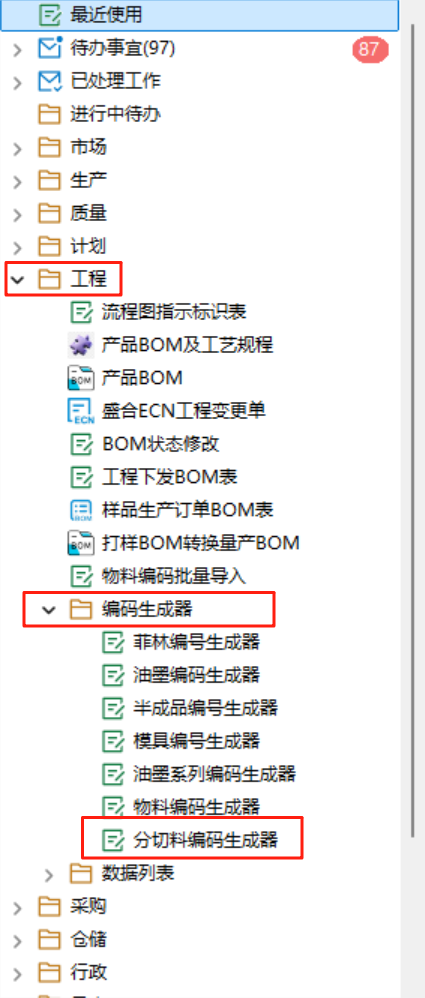 最近使用
待办事宜(97) 87
已处理工作
进行中待办
市场
生产
质量
计划
工程
流程图指示标识表
产品BOM及工艺规程
BOM 产品BOM
ECN 盛合ECN工程变更单
BOM状态修改
工程下发BOM表
BOM 样品生产订单BOM表
BOM 打样BOM转换量产BOM
物料编码批量导入
编码生成器
菲林编号生成器
油墨编码生成器
半成品编号生成器
模具编号生成器
油墨系列编码生成器
物料编码生成器
分切料编码生成器
数据列表
采购
仓储
行政